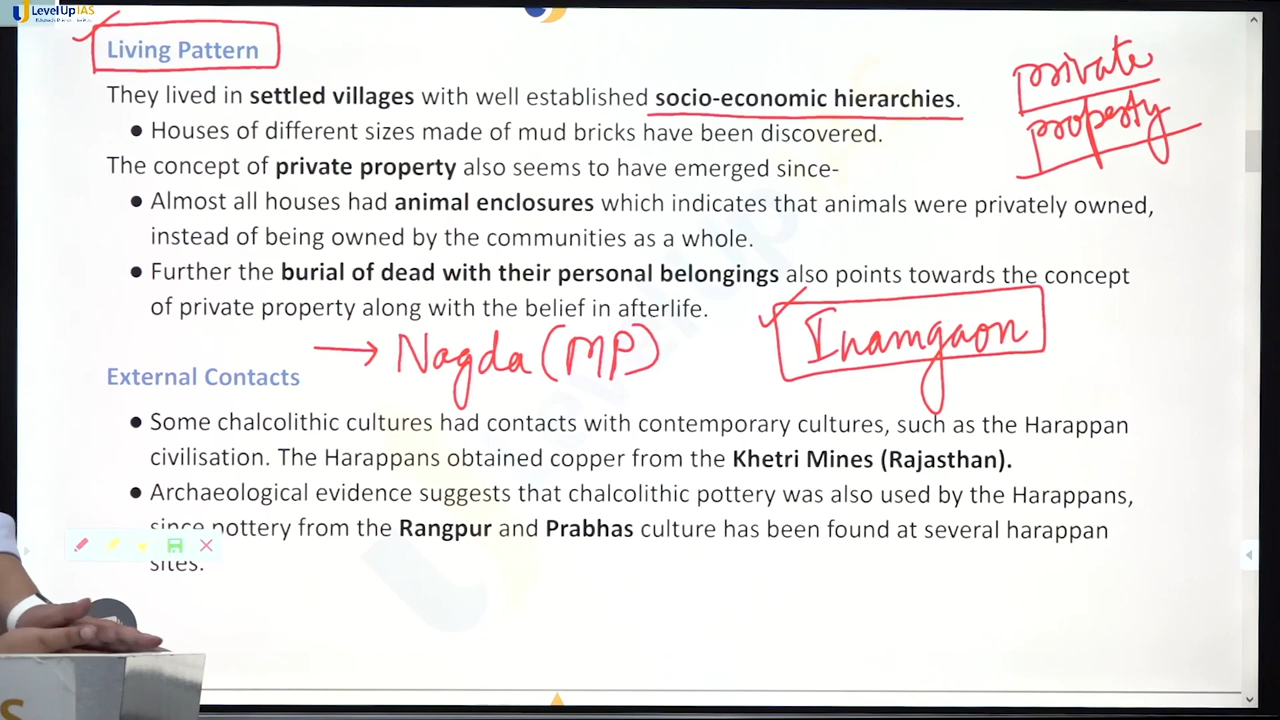 LevelUp IAS
Living Pattern
private
property
They lived in settled villages with well established socio-economic hierarchies.
● Houses of different sizes made of mud bricks have been discovered.
The concept of private property also seems to have emerged since-
● Almost all houses had animal enclosures which indicates that animals were privately owned,
instead of being owned by the communities as a whole.
● Further the burial of dead with their personal belongings also points towards the concept
of private property along with the belief in afterlife.
→ Nagda (MP)
Inamgaon
External Contacts
● Some chalcolithic cultures had contacts with contemporary cultures, such as the Harappan
civilisation. The Harappans obtained copper from the Khetri Mines (Rajasthan).
● Archaeological evidence suggests that chalcolithic pottery was also used by the Harappans,
since pottery from the Rangpur and Prabhas culture has been found at several harappan
sites.